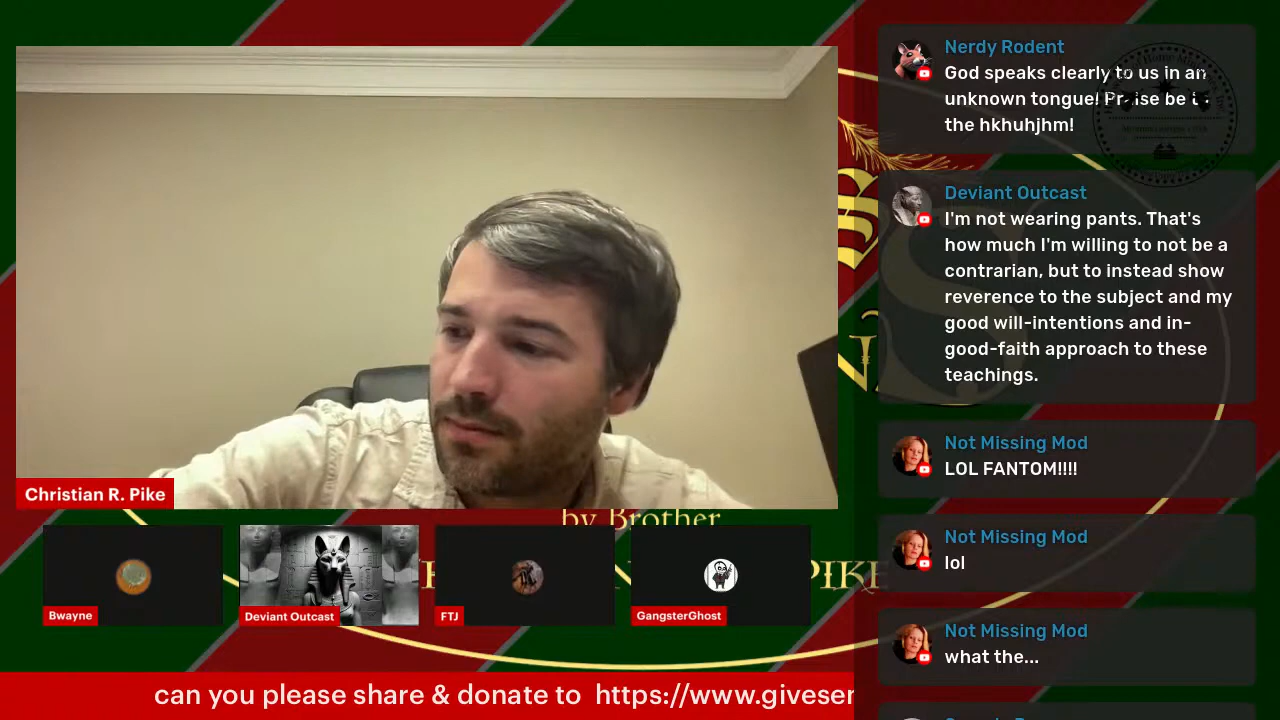 Christian R. Pike
by Brother
PIKE
Bwayne
Deviant Outcast
FTJ
GangsterGhost
can you please share & donate to https://www.giveser
Nerdy Rodent
God speaks clearly to us in an
unknown tongue! Praise be
the hkhuhjhm!
Deviant Outcast
I'm not wearing pants. That's
how much I'm willing to not be a
contrarian, but to instead show
reverence to the subject and my
good will-intentions and in-
good-faith approach to these
teachings.
Not Missing Mod
LOL FANTOM!!!!
Not Missing Mod
lol
Not Missing Mod
what the...